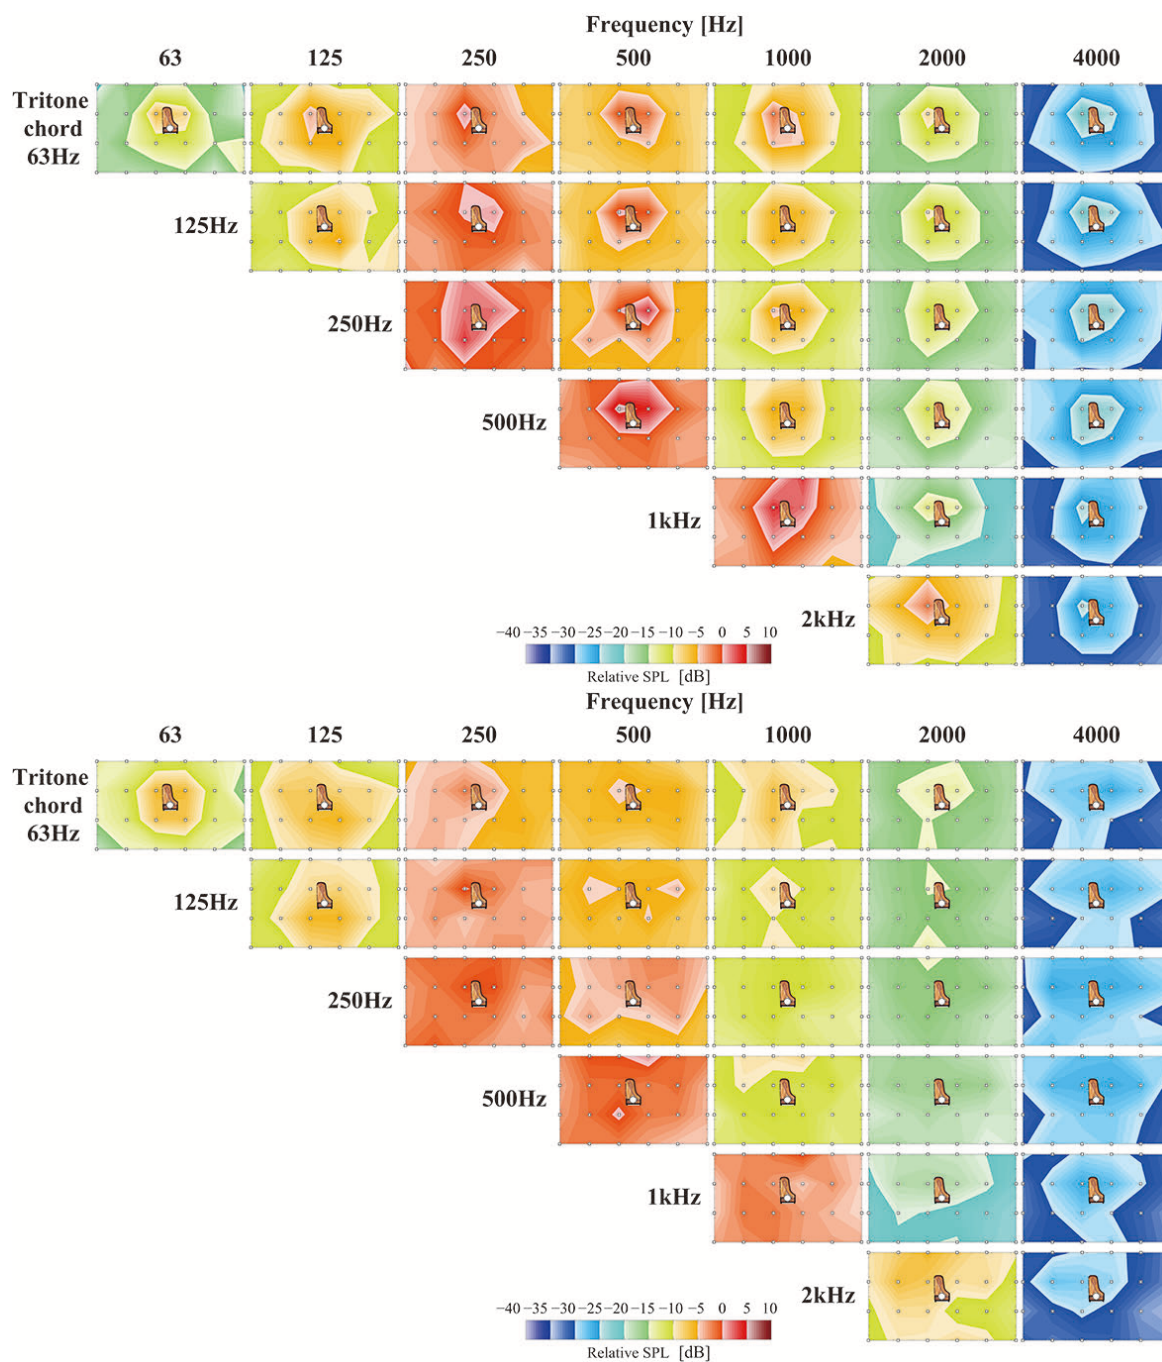 Frequency [Hz]
63 125 250 500 1000 2000 4000
Tritone
chord
63Hz
125Hz
250Hz
500Hz
1kHz
2kHz
−40 −35 −30 −25 −20 −15 −10 −5 0 5 10
Relative SPL [dB]
Frequency [Hz]
63 125 250 500 1000 2000 4000
Tritone
chord
63Hz
125Hz
250Hz
500Hz
1kHz
2kHz
−40 −35 −30 −25 −20 −15 −10 −5 0 5 10
Relative SPL [dB]